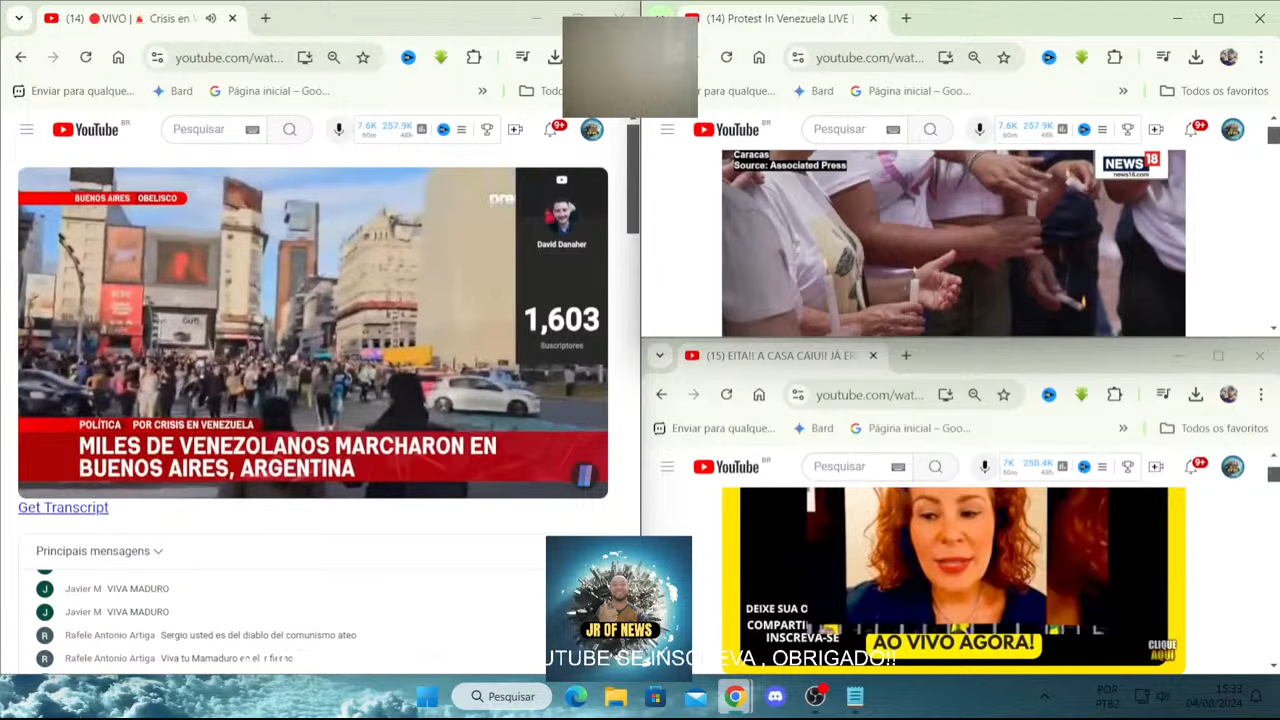 (14) 🔴VIVO | 🚨 Crisis en V
youtube.com/wat...
Enviar para qualque...
Bard
Página inicial – Goo...
»
YouTube BR
Pesquisar
7.6K 257.9K
60m 48h
9+
BUENOS AIRES OBELISCO
David Danaher
1,603
Suscriptores
POLÍTICA POR CRISIS EN VENEZUELA
MILES DE VENEZOLANOS MARCHARON EN
BUENOS AIRES, ARGENTINA
Get Transcript
Principais mensagens
J Javier M VIVA MADURO
J Javier M VIVA MADURO
R Rafele Antonio Artiga Sergio usted es del diablo del comunismo ateo
R Rafele Antonio Artiga Viva tu Mamaduro en el
(14) Protest In Venezuela LIVE |
youtube.com/wat...
Enviar para qualque...
Bard
Página inicial – Goo...
»
Todos os favoritos
YouTube BR
Pesquisar
7.6K 257.9K
60m 48h
9+
Caracas
Source: Associated Press
NEWS 18
news18.com
(15) EITA!! A CASA CAIU!! JÁ ER
youtube.com/wat...
Enviar para qualque...
Bard
Página inicial – Goo...
»
Todos os favoritos
YouTube BR
Pesquisar
7K 250.4K
60m 48h
9+
DEIXE SUA O
COMPARTI
INSCREVA-SE
AO VIVO AGORA!
CLIQUE
AQUI
JR OF NEWS
UTUBE SE INSCREVA , OBRIGADO!!
Pesquisar
POR
PTB2
15:33
04/08/2024